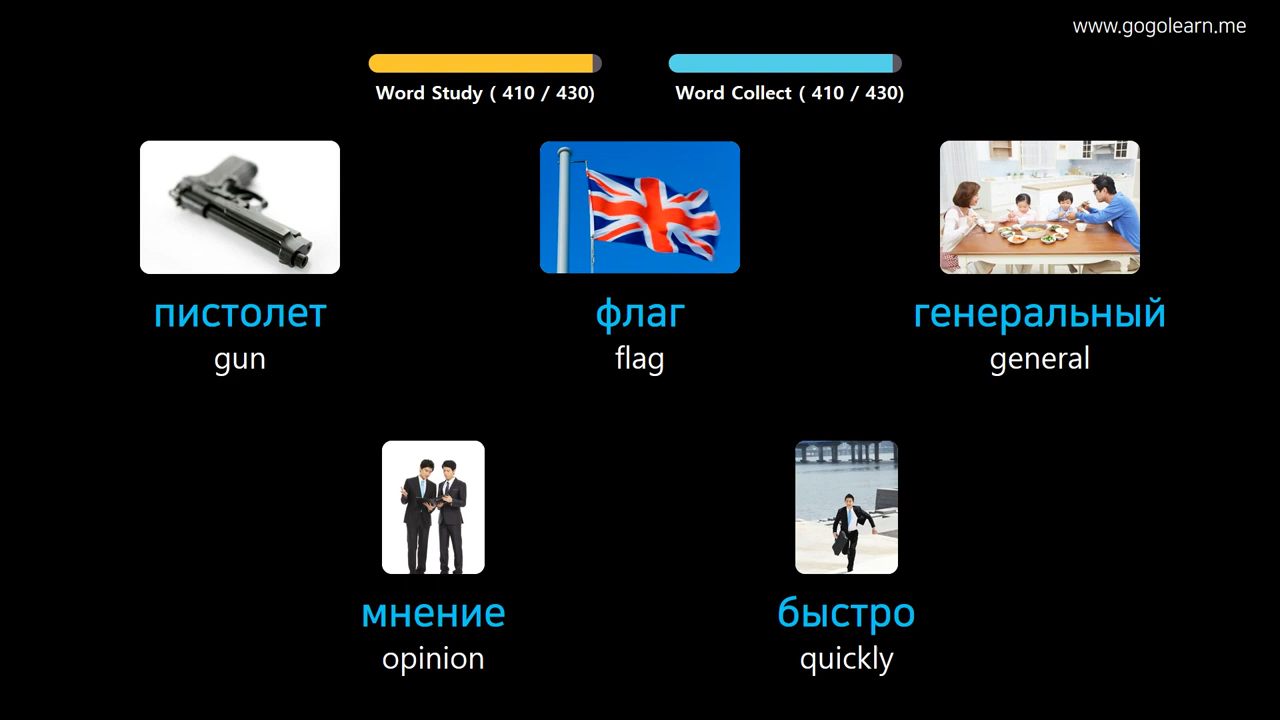 www.gogolearn.me
Word Study ( 410 / 430)
Word Collect ( 410 / 430)
пистолет
gun
флаг
flag
генеральный
general
мнение
opinion
быстро
quickly